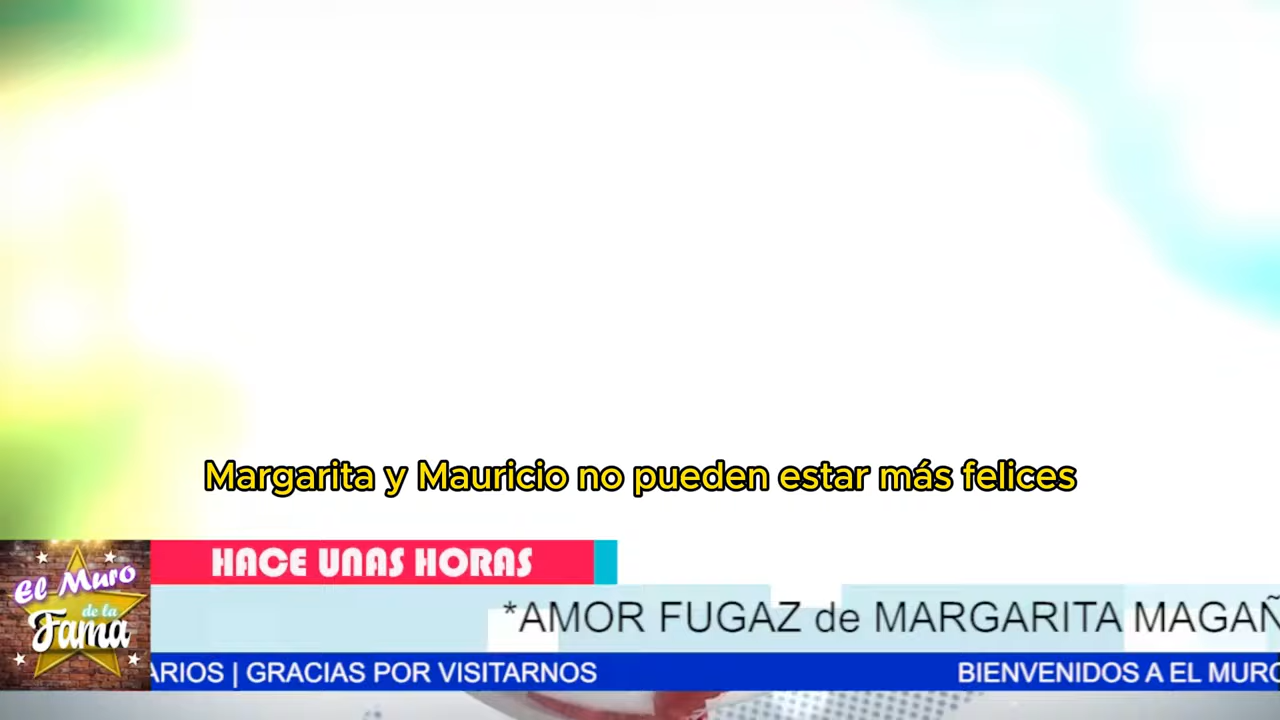 Margarita y Mauricio no pueden estar más felices
HACE UNAS HORAS
El Muro
de la
Fama
*AMOR FUGAZ de MARGARITA MAGAÑ
ARIOS | GRACIAS POR VISITARNOS BIENVENIDOS A EL MURO